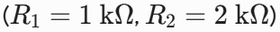 (R₁ = 1 kΩ, R₂ = 2 kΩ)